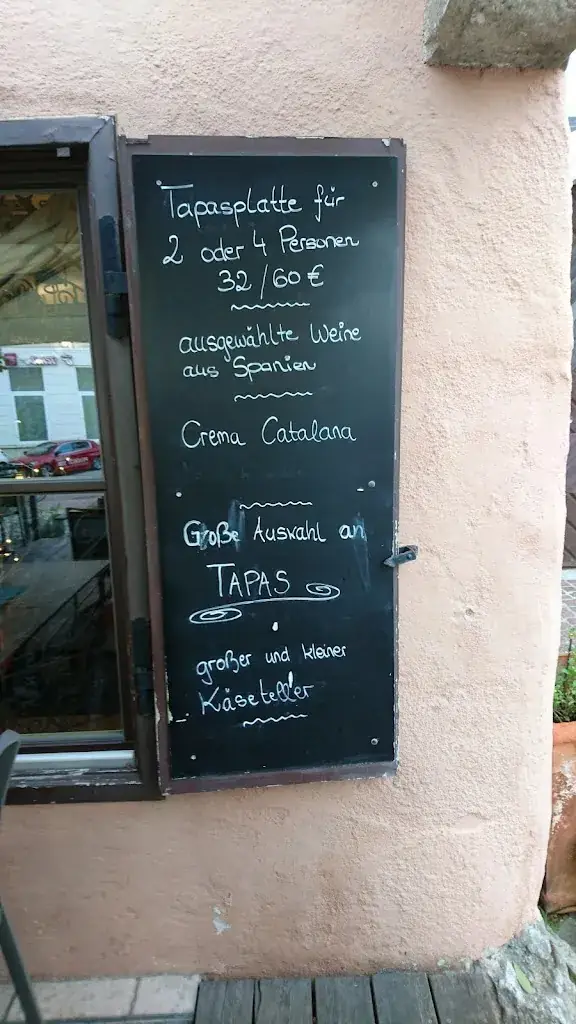 Tapasplatte für
2 oder 4 Personen
32/60 €
ausgewählte Weine
aus Spanien
Crema Catalana
Große Auswahl an
TAPAS
großer und kleiner
Käseteller